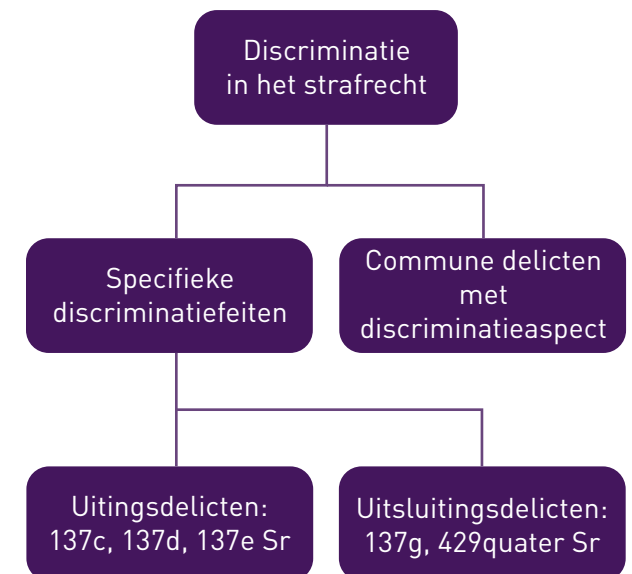 Discriminatie
in het strafrecht
Specifieke
discriminatiefeiten
Commune delicten
met
discriminatieaspect
Uitingsdelicten:
137c, 137d, 137e Sr
Uitsluitingsdelicten:
137g, 429quater Sr